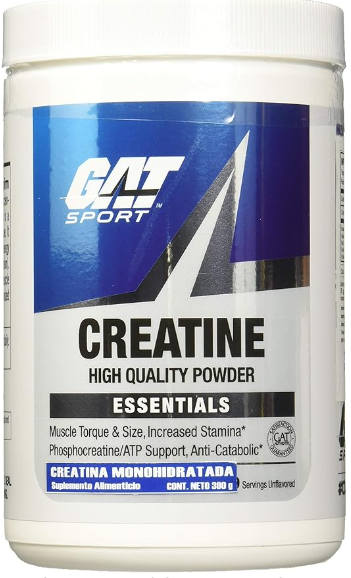 GAT
SPORT
CREATINE
HIGH QUALITY POWDER
ESSENTIALS
Muscle Torque & Size, Increased Stamina*
Phosphocreatine/ATP Support, Anti-Catabolic*
GAT
CREATINA MONOHIDRATADA
Suplemento Alimenticio CONT. NETO 300 g
Servings Unflavored